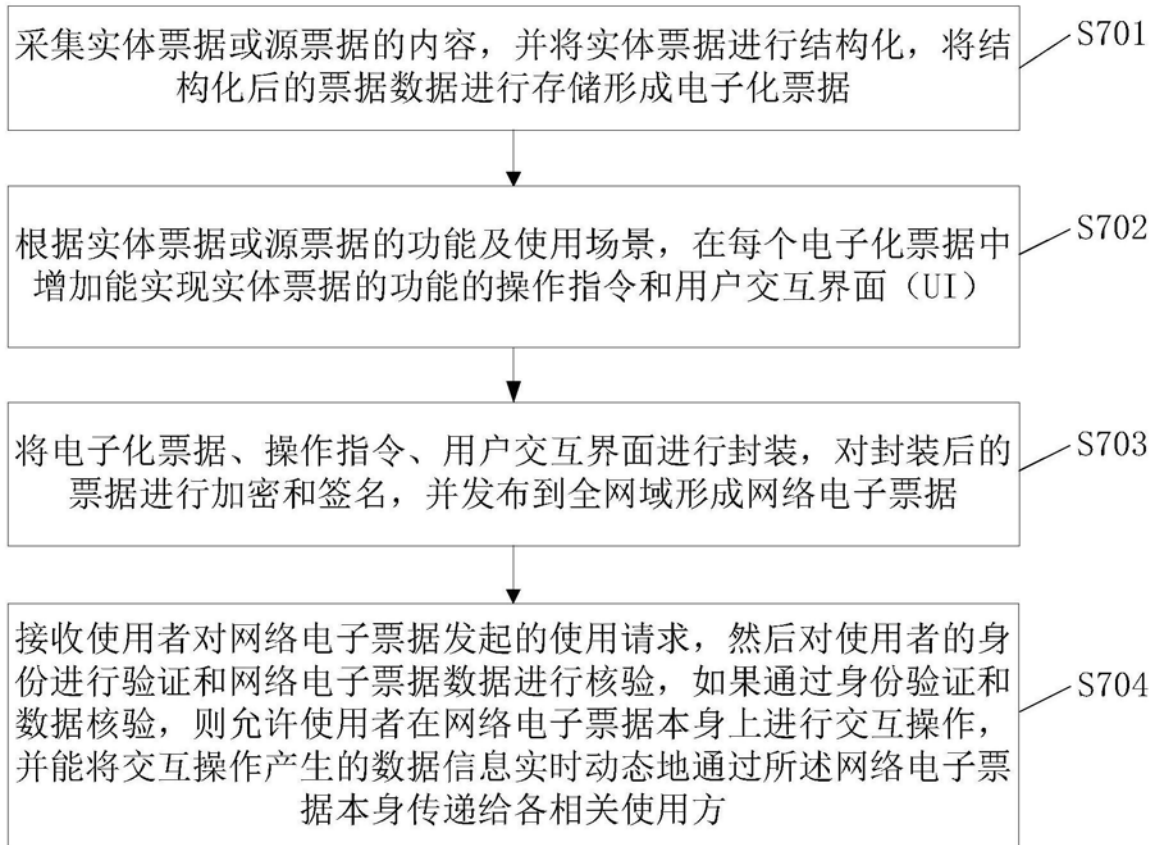 采集实体票据或源票据的内容，并将实体票据进行结构化，将结
构化后的票据数据进行存储形成电子化票据
S701
根据实体票据或源票据的功能及使用场景，在每个电子化票据中
增加能实现实体票据的功能的操作指令和用户交互界面（UI）
S702
将电子化票据、操作指令、用户交互界面进行封装，对封装后的
票据进行加密和签名，并发布到全网域形成网络电子票据
S703
接收使用者对网络电子票据发起的使用请求，然后对使用者的身
份进行验证和网络电子票据数据进行核验，如果通过身份验证和
数据核验，则允许使用者在网络电子票据本身上进行交互操作，
并能将交互操作产生的数据信息实时动态地通过所述网络电子票
据本身传递给各相关使用方
S704